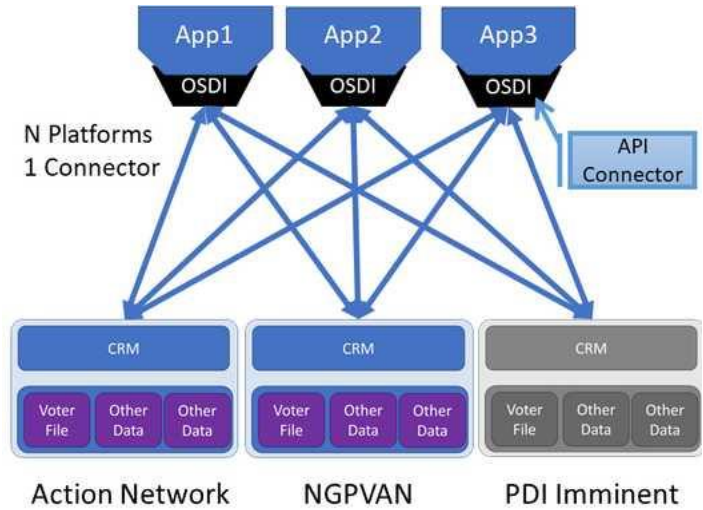 App1
App2
App3
OSDI
OSDI
OSDI
N Platforms
1 Connector
API
Connector
CRM
CRM
CRM
Voter
File
Other
Data
Other
Data
Voter
File
Other
Data
Other
Data
Voter
File
Other
Data
Other
Data
Action Network
NGPVAN
PDI Imminent